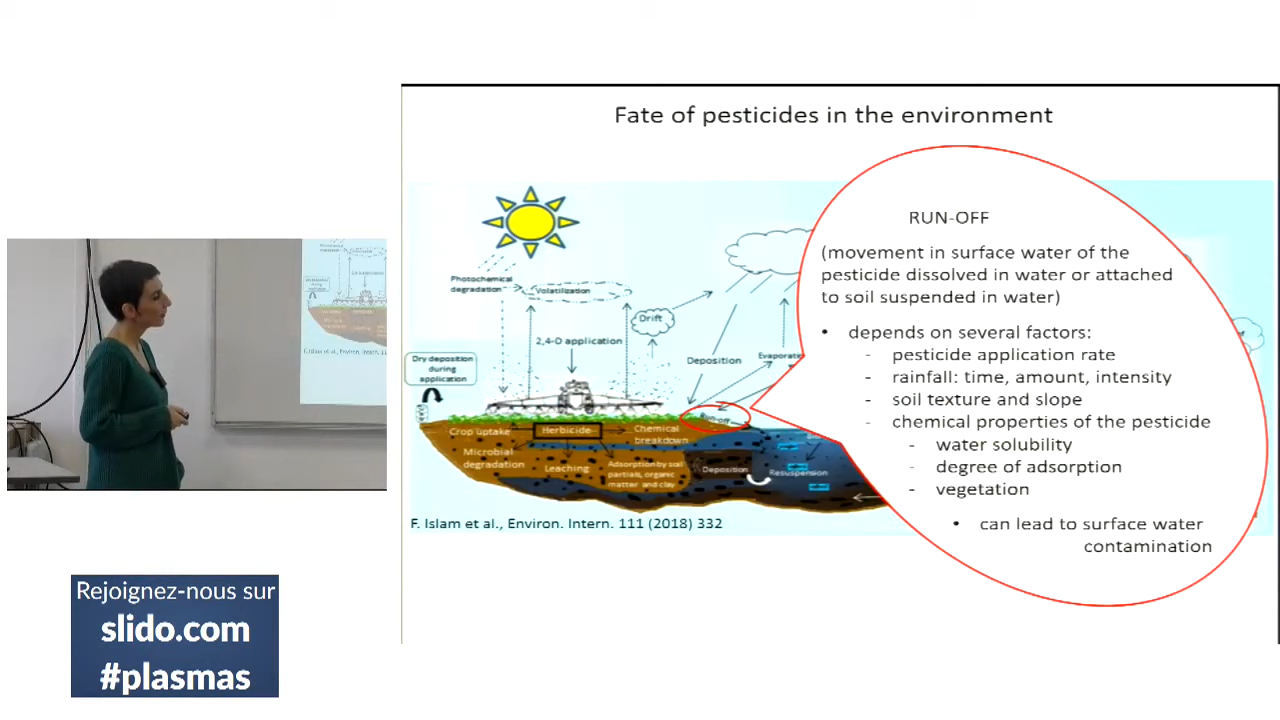 Fate of pesticides in the environment
RUN-OFF
(movement in surface water of the
pesticide dissolved in water or attached
to soil suspended in water)
• depends on several factors:
- pesticide application rate
- rainfall: time, amount, intensity
- soil texture and slope
- chemical properties of the pesticide
- water solubility
- degree of adsorption
- vegetation
• can lead to surface water
contamination
Photochemical
degradation
Volatilization
Drift
2,4-D application
Deposition
Dry deposition
during
application
Crop uptake
Herbicide
Chemical
breakdown
Microbial
degradation
Leaching
Adsorption by soil
partials, organic
matter and clay
Deposition
Resuspension
F. Islam et al., Environ. Intern. 111 (2018) 332
Rejoignez-nous sur
slido.com
#plasmas